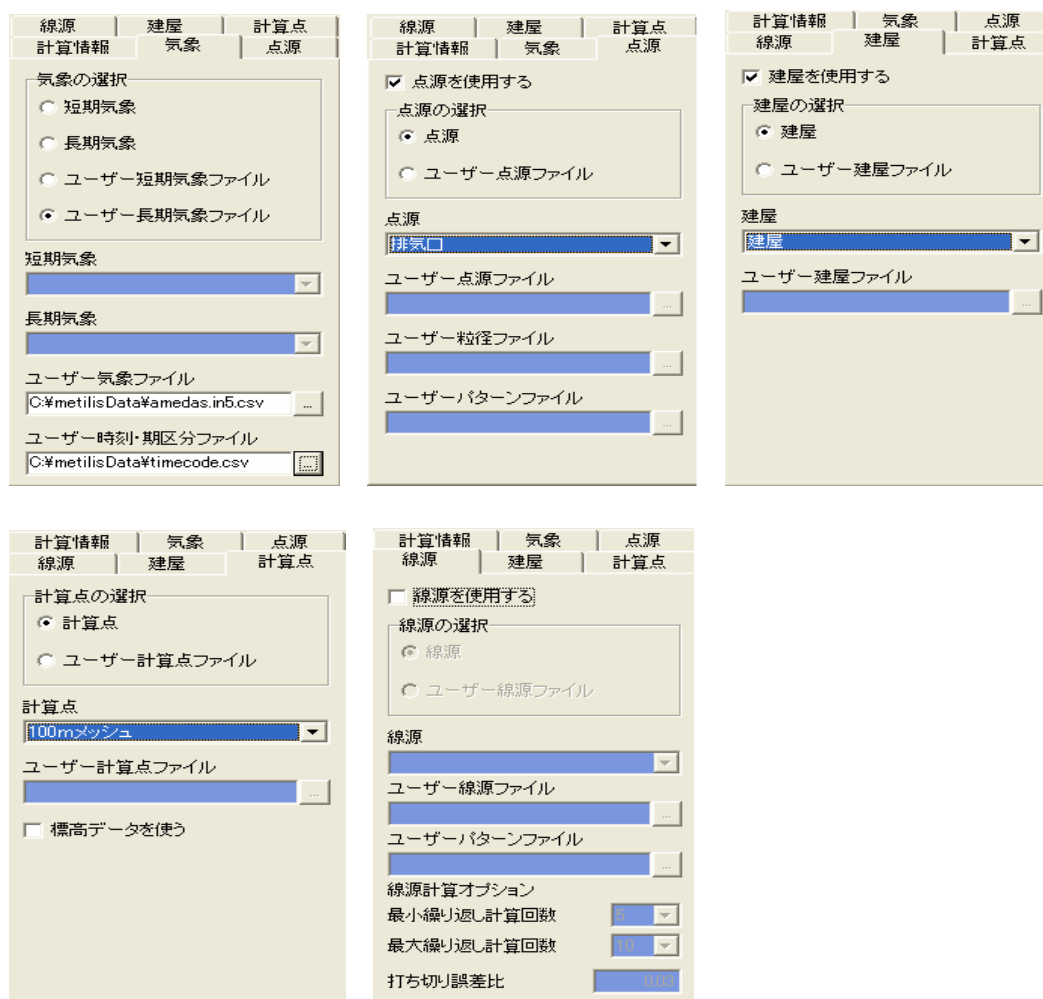 線源 建屋 計算点
計算情報 気象 点源
気象の選択
短期気象
長期気象
ユーザー短期気象ファイル
ユーザー長期気象ファイル
短期気象
長期気象
ユーザー気象ファイル
C:¥metilisData¥amedas.in5.csv ...
ユーザー時刻・期区分ファイル
C:¥metilisData¥timecode.csv ...
線源 建屋 計算点
計算情報 気象 点源
点源を使用する
点源の選択
点源
ユーザー点源ファイル
点源
排気口
ユーザー点源ファイル
...
ユーザー粒径ファイル
...
ユーザーパターンファイル
...
計算情報 気象 点源
線源 建屋 計算点
建屋を使用する
建屋の選択
建屋
ユーザー建屋ファイル
建屋
建屋
ユーザー建屋ファイル
...
計算情報 気象 点源
線源 建屋 計算点
計算点の選択
計算点
ユーザー計算点ファイル
計算点
100mメッシュ
ユーザー計算点ファイル
...
標高データを使う
計算情報 気象 点源
線源 建屋 計算点
線源を使用する
線源の選択
線源
ユーザー線源ファイル
線源
ユーザー線源ファイル
...
ユーザーパターンファイル
...
線源計算オプション
最小繰り返し計算回数 5
最大繰り返し計算回数 10
打ち切り誤差比 0.03